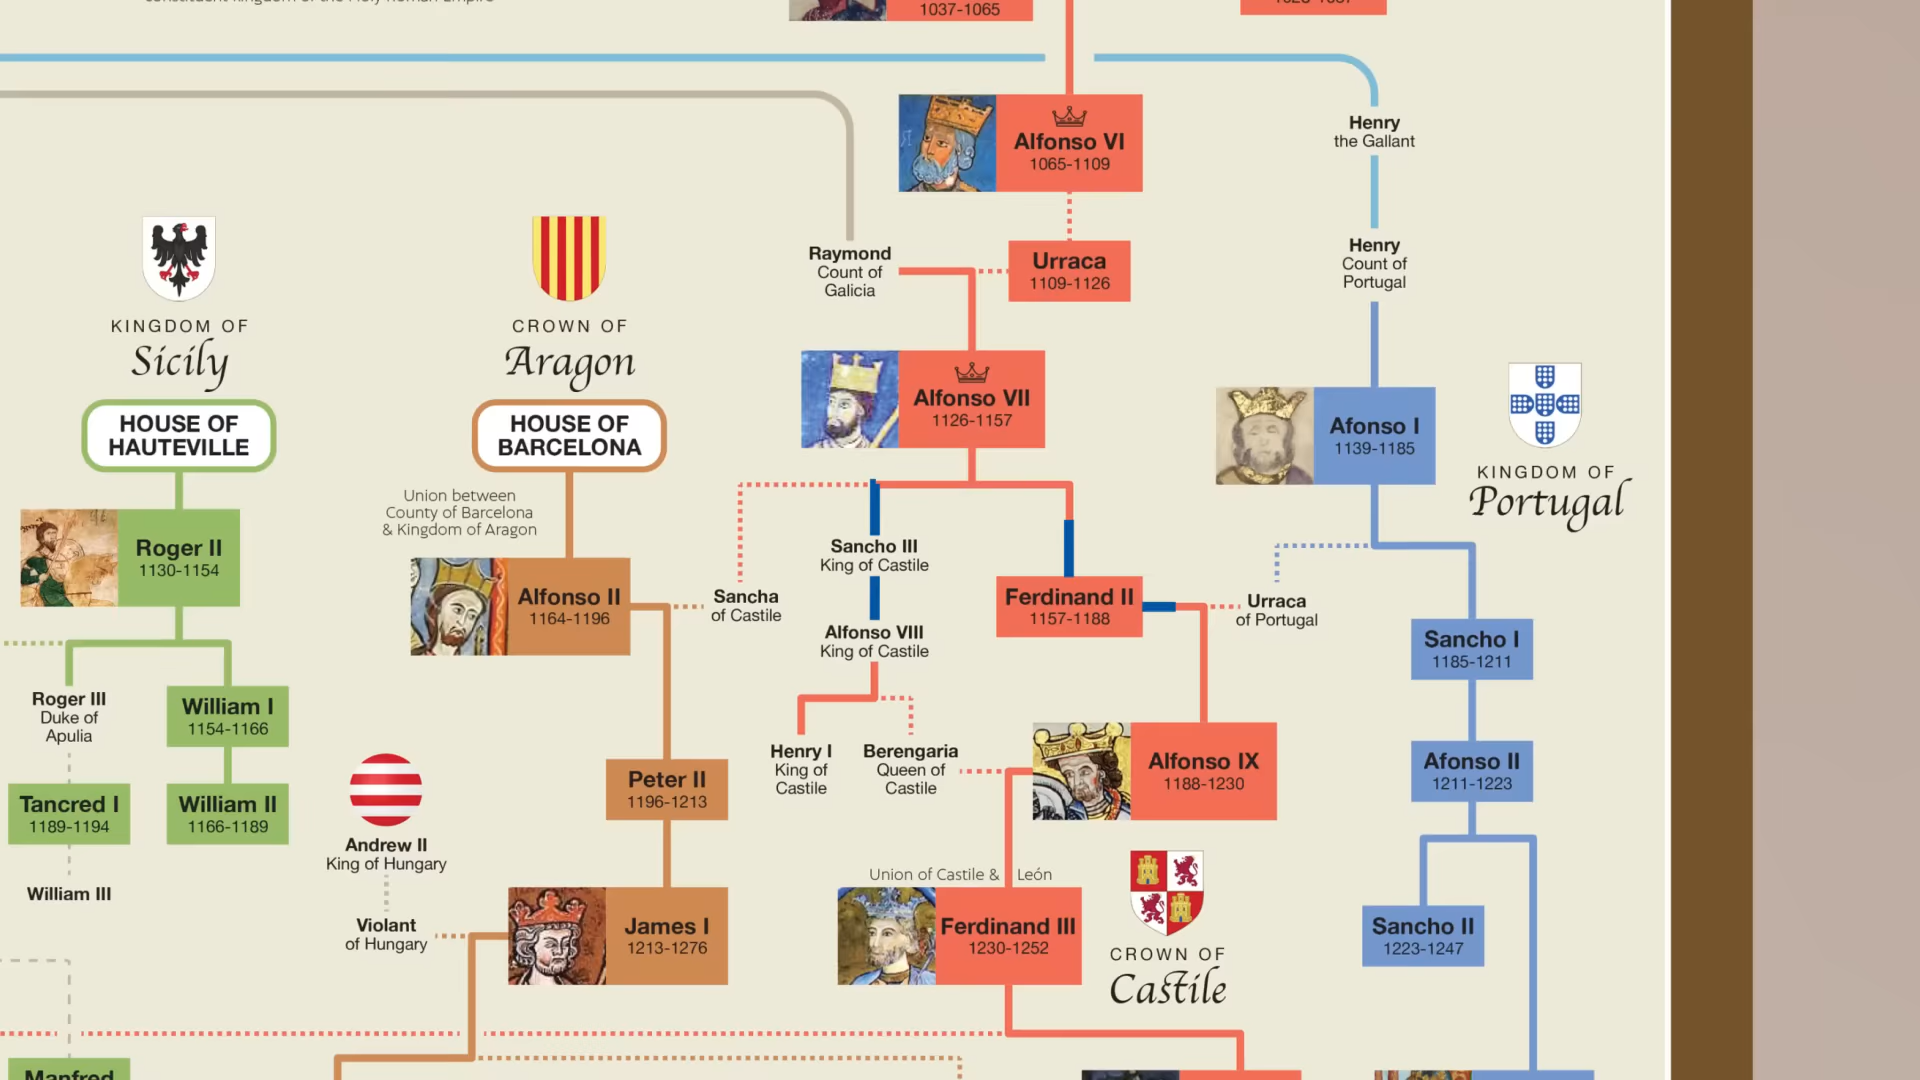 constituent kingdom of the Holy Roman Empire
1037-1065
Alfonso VI
1065-1109
Henry
the Gallant
Raymond
Count of
Galicia
Urraca
1109-1126
Henry
Count of
Portugal
KINGDOM OF
Sicily
HOUSE OF
HAUTEVILLE
CROWN OF
Aragon
HOUSE OF
BARCELONA
Alfonso VII
1126-1157
Afonso I
1139-1185
KINGDOM OF
Portugal
Union between
County of Barcelona
& Kingdom of Aragon
Roger II
1130-1154
Alfonso II
1164-1196
Sancha
of Castile
Sancho III
King of Castile
Alfonso VIII
King of Castile
Ferdinand II
1157-1188
Urraca
of Portugal
Sancho I
1185-1211
Roger III
Duke of
Apulia
William I
1154-1166
Henry I
King of
Castile
Berengaria
Queen of
Castile
Alfonso IX
1188-1230
Afonso II
1211-1223
Tancred I
1189-1194
William II
1166-1189
Peter II
1196-1213
Andrew II
King of Hungary
William III
Violant
of Hungary
James I
1213-1276
Union of Castile & León
Ferdinand III
1230-1252
CROWN OF
Castile
Sancho II
1223-1247
Manfred